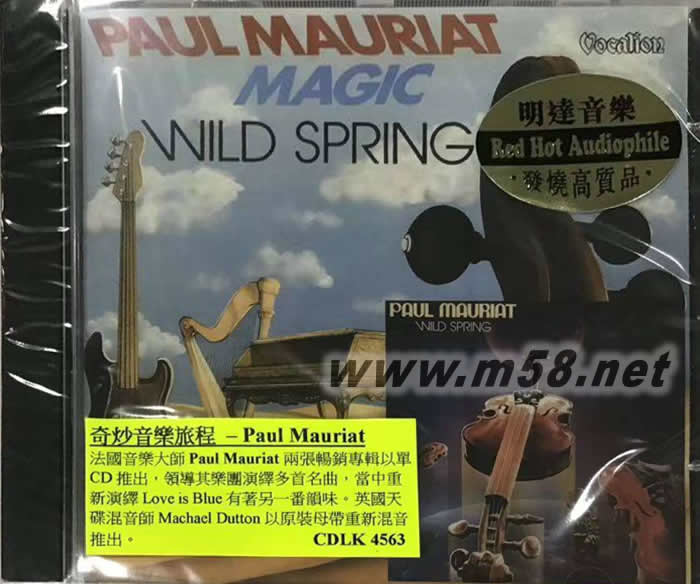 PAUL MAURIAT
Vocalion
MAGIC
WILD SPRING
明達音樂
Red Hot Audiophile
·發燒高質品·
PAUL MAURIAT
WILD SPRING
www.m58.net
奇炒音樂旅程 – Paul Mauriat
法國音樂大師 Paul Mauriat 兩張暢銷專輯以單
CD 推出，領導其樂團演繹多首名曲，當中重
新演繹 Love is Blue 有著另一番韻味。英國天
碟混音師 Machael Dutton 以原裝母帶重新混音
推出。 CDLK 4563